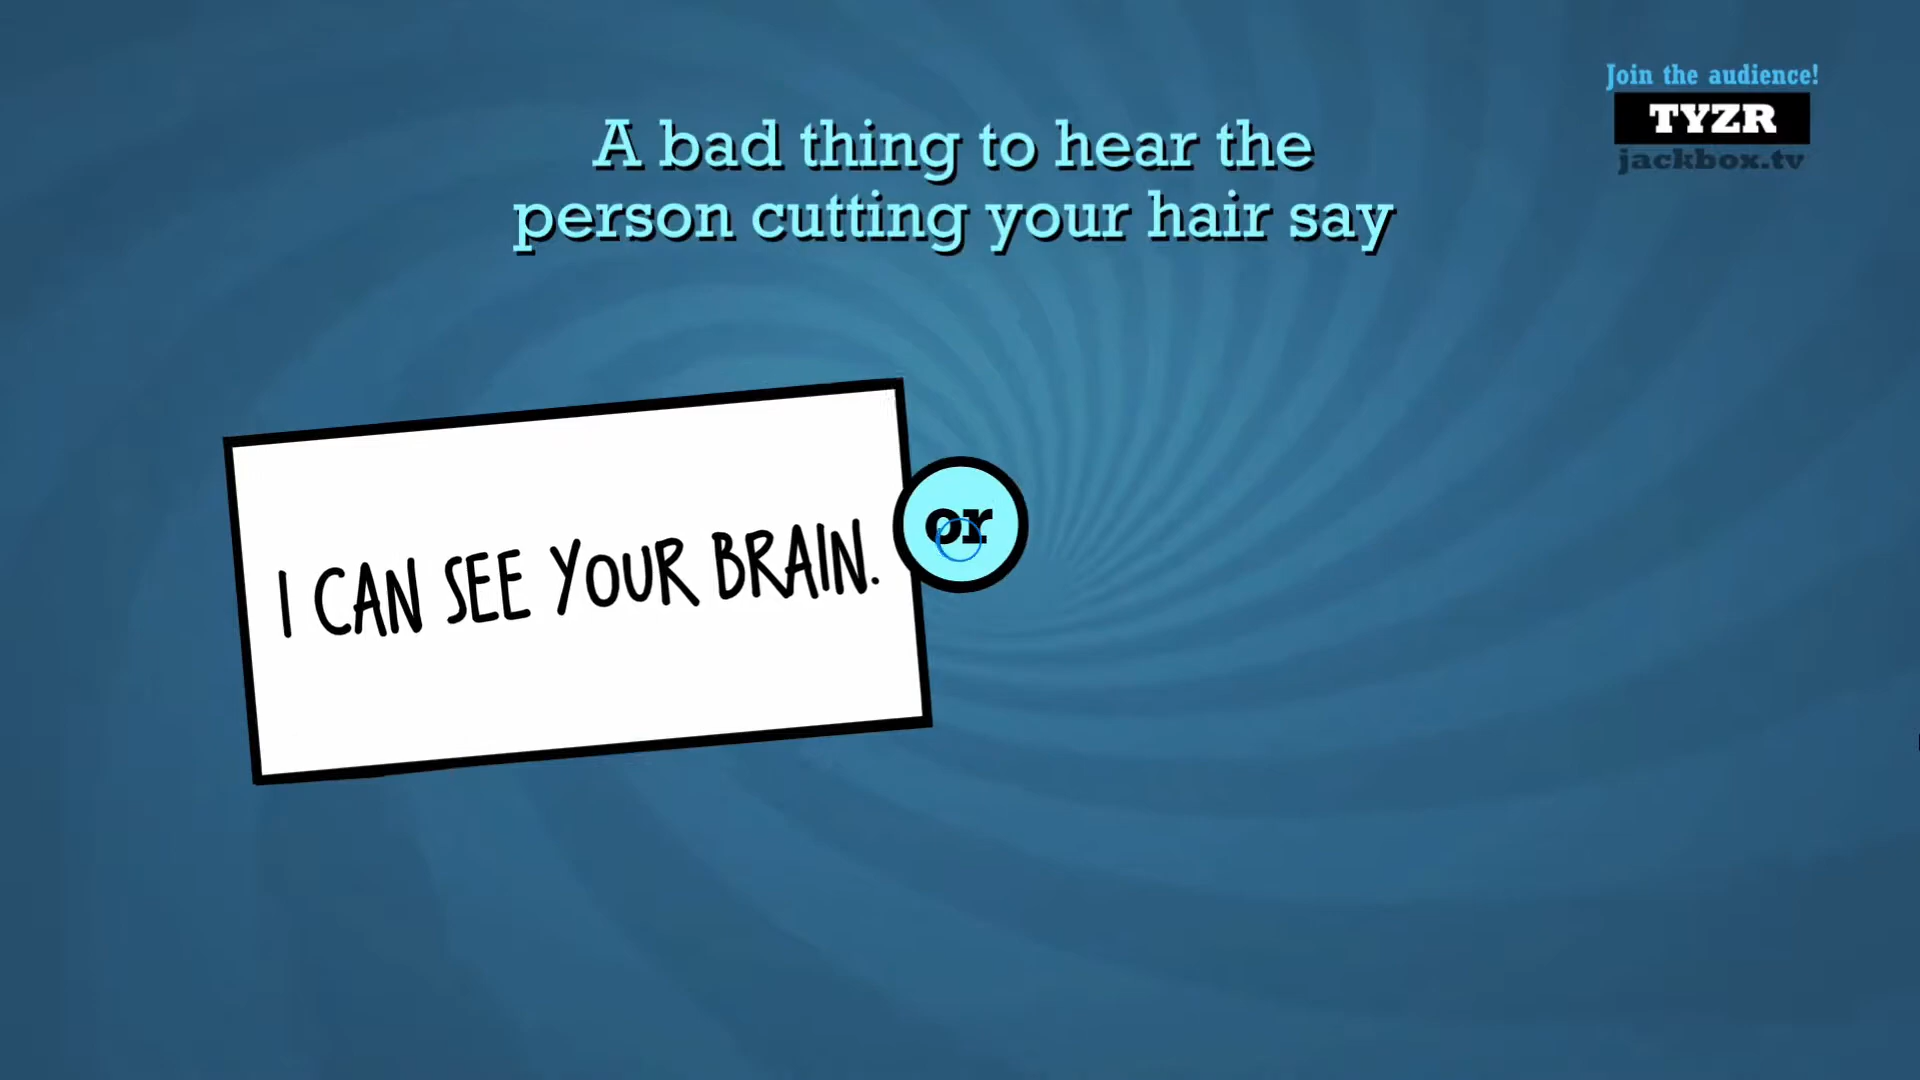 Join the audience!
TYZR
jackbox.tv
A bad thing to hear the
person cutting your hair say
I CAN SEE YOUR BRAIN.
or